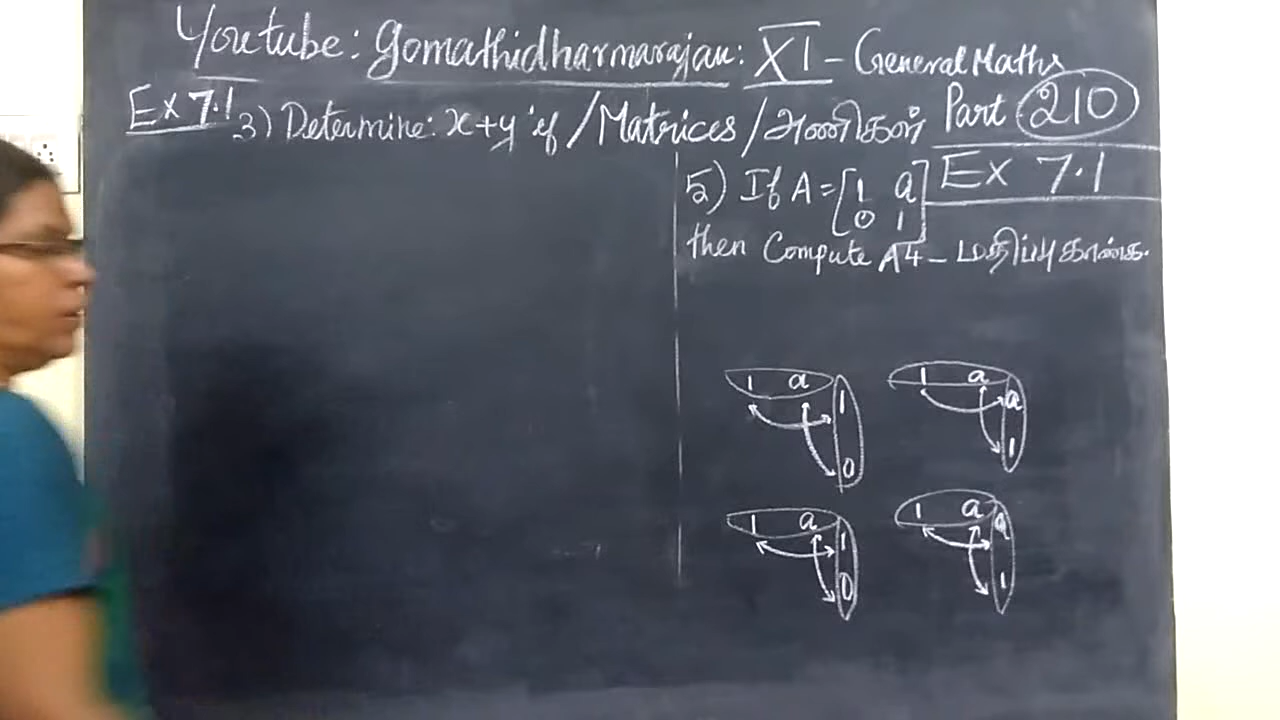 Youtube: gomathidharmarajan: XI - General Maths
Ex 7.1 3) Determine: x+y if / Matrices / அணிகள் Part 210
Ex 7.1
5) If A = [1 a
0 1]
then Compute A4 - மதிப்பு காண்க.
1 a 1 0
1 a a 1
1 a 1 0
1 a a 1